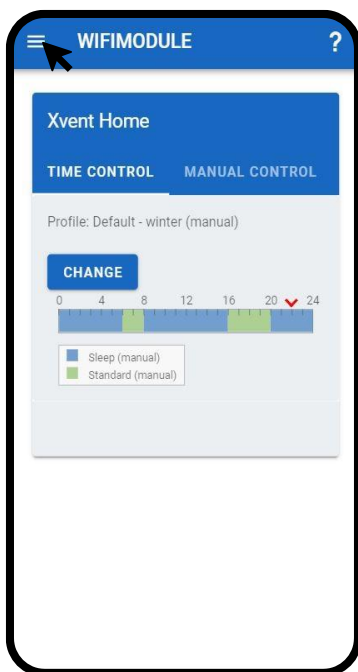 WIFIMODULE ?
Xvent Home
TIME CONTROL MANUAL CONTROL
Profile: Default - winter (manual)
CHANGE
0 4 8 12 16 20 24
Sleep (manual)
Standard (manual)